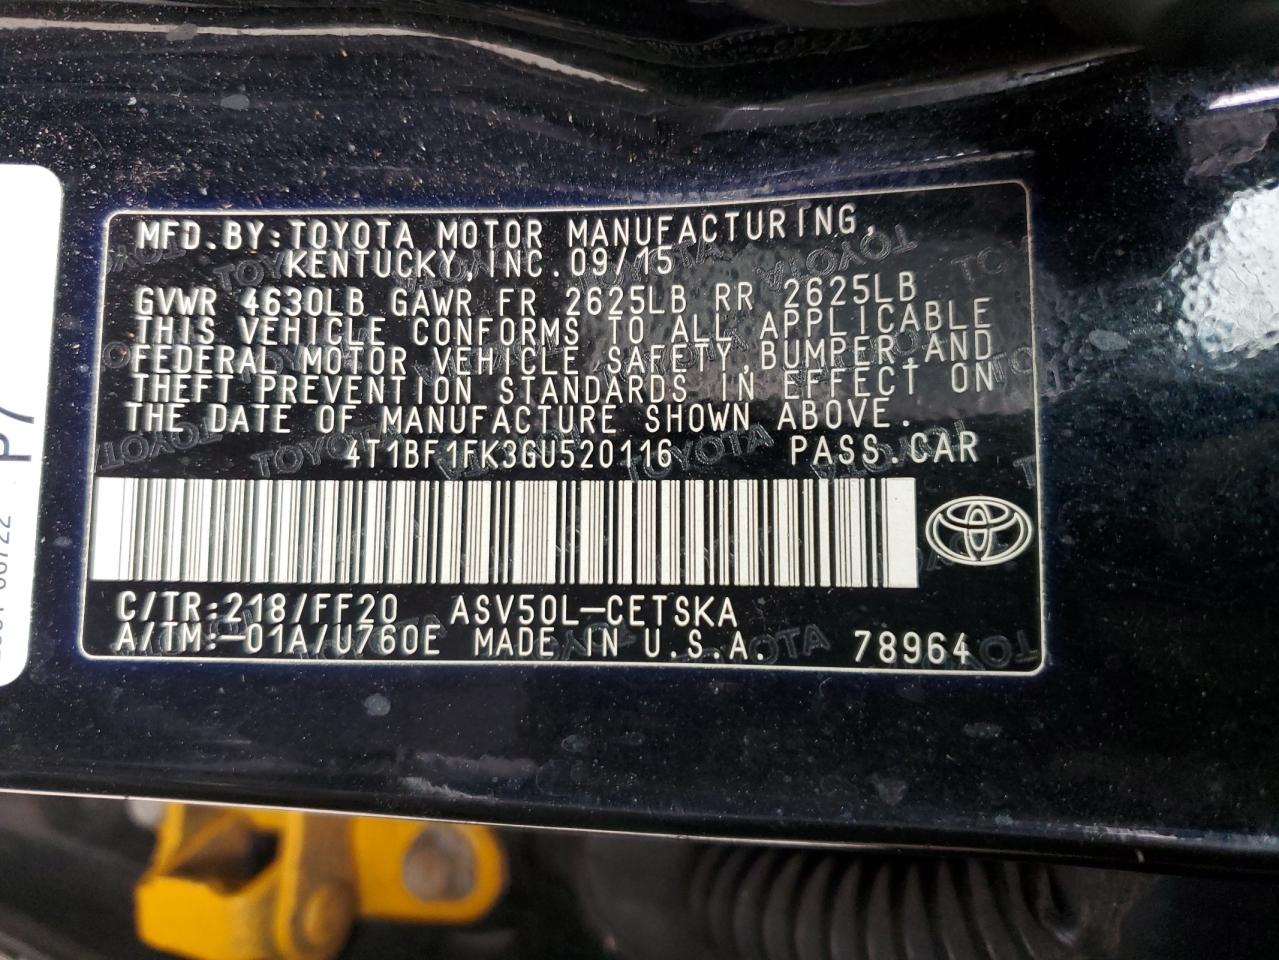 MFD.BY:TOYOTA MOTOR MANUFACTURING,
KENTUCKY,INC.09/15
GVWR 4630LB GAWR FR 2625LB RR 2625LB
THIS VEHICLE CONFORMS TO ALL APPLICABLE
FEDERAL MOTOR VEHICLE SAFETY,BUMPER,AND
THEFT PREVENTION STANDARDS IN EFFECT ON
THE DATE OF MANUFACTURE SHOWN ABOVE.
4T1BF1FK3GU520116 PASS.CAR
C/TR:218/FF20 ASV50L-CETSKA
A/TM:-01A/U760E MADE IN U.S.A. 78964
P7